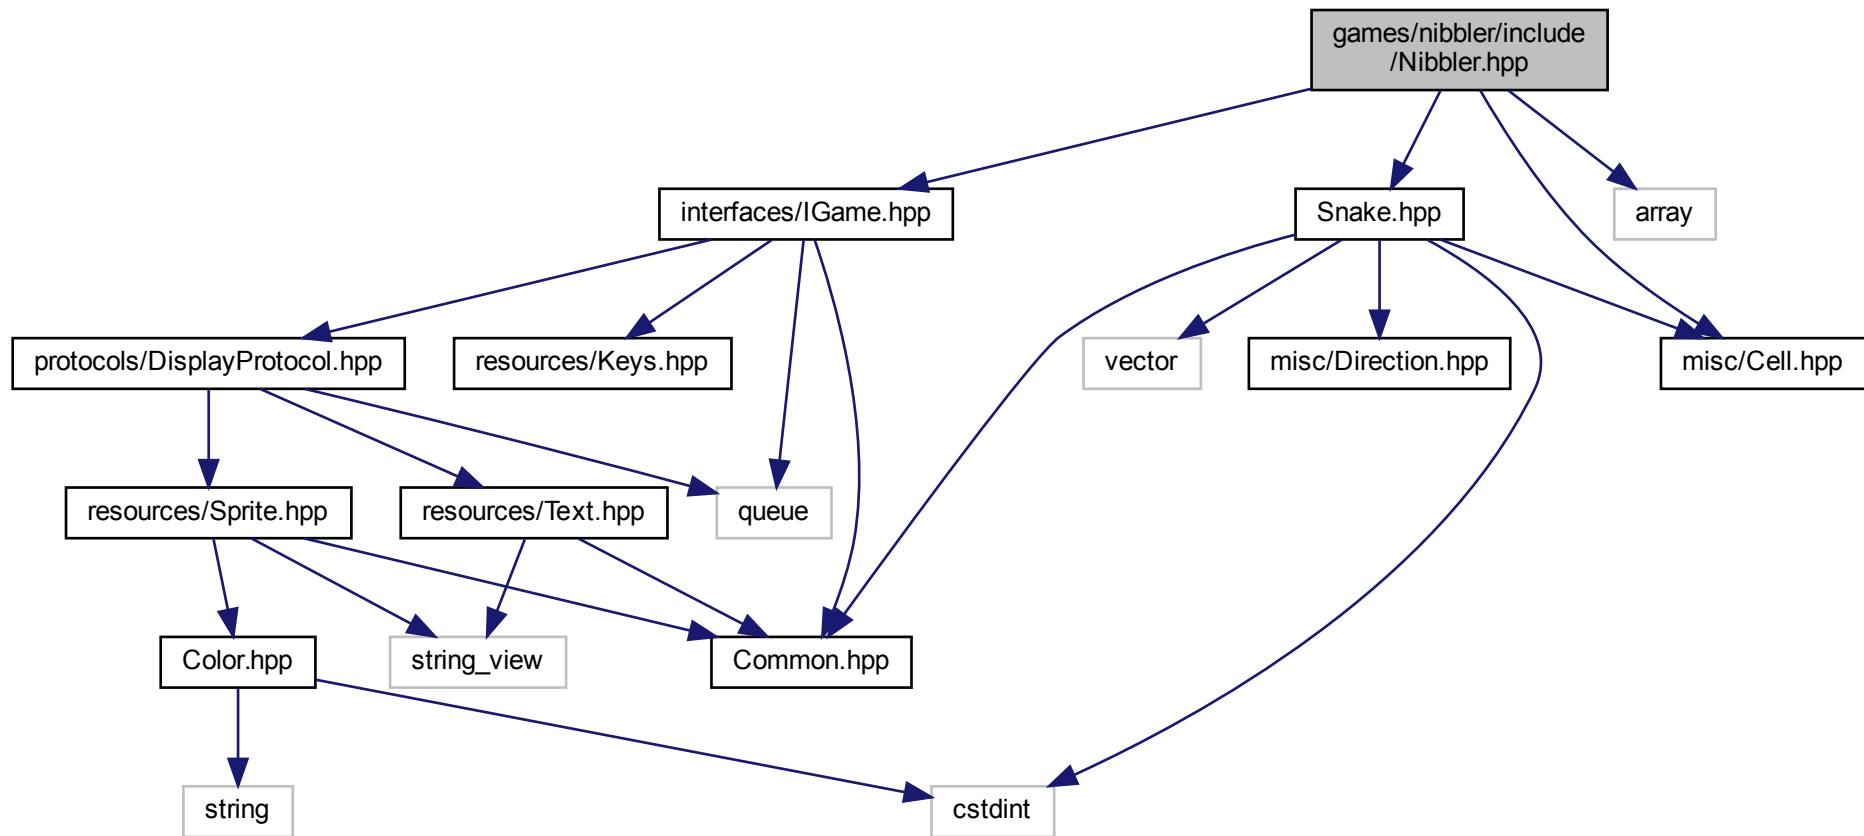 games/nibbler/include
/Nibbler.hpp
interfaces/IGame.hpp
Snake.hpp
array
protocols/DisplayProtocol.hpp
resources/Keys.hpp
vector
misc/Direction.hpp
misc/Cell.hpp
resources/Sprite.hpp
resources/Text.hpp
queue
Color.hpp
string_view
Common.hpp
string
cstdint